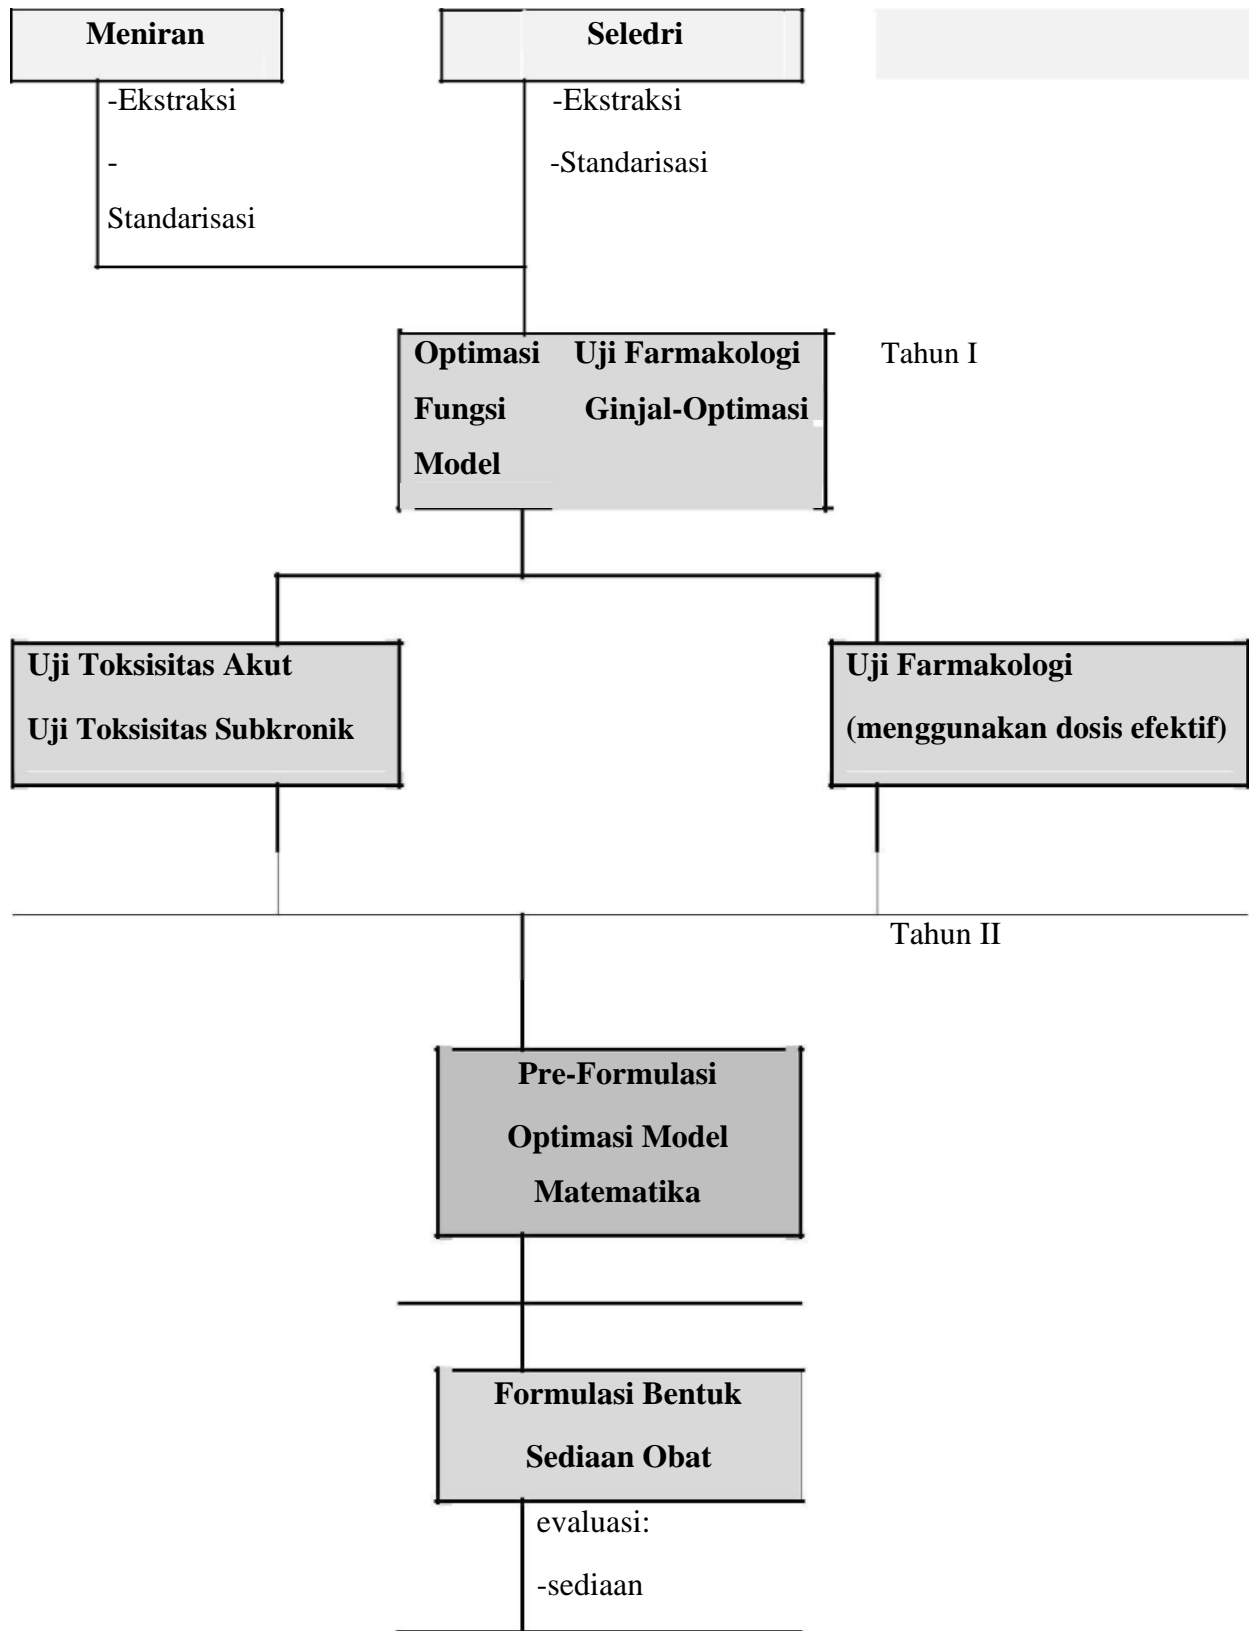 Meniran
Seledri
-Ekstraksi
-
Standarisasi
-Ekstraksi
-Standarisasi
Optimasi Uji Farmakologi
Fungsi Ginjal-Optimasi
Model
Tahun I
Uji Toksisitas Akut
Uji Toksisitas Subkronik
Uji Farmakologi
(menggunakan dosis efektif)
Tahun II
Pre-Formulasi
Optimasi Model
Matematika
Formulasi Bentuk
Sediaan Obat
evaluasi:
-sediaan